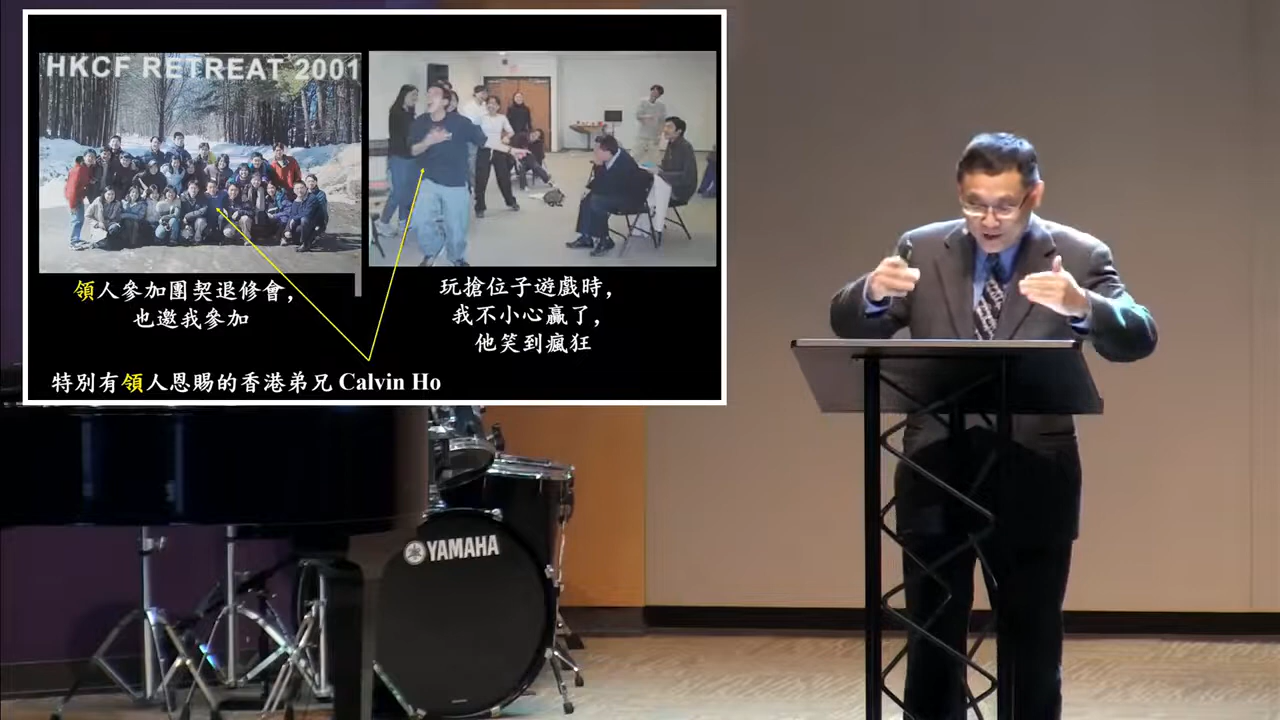 HKCF RETREAT 2001
領人參加團契退修會，
也邀我參加
玩搶位子遊戲時，
我不小心贏了，
他笑到瘋狂
特別有領人恩賜的香港弟兄 Calvin Ho
YAMAHA